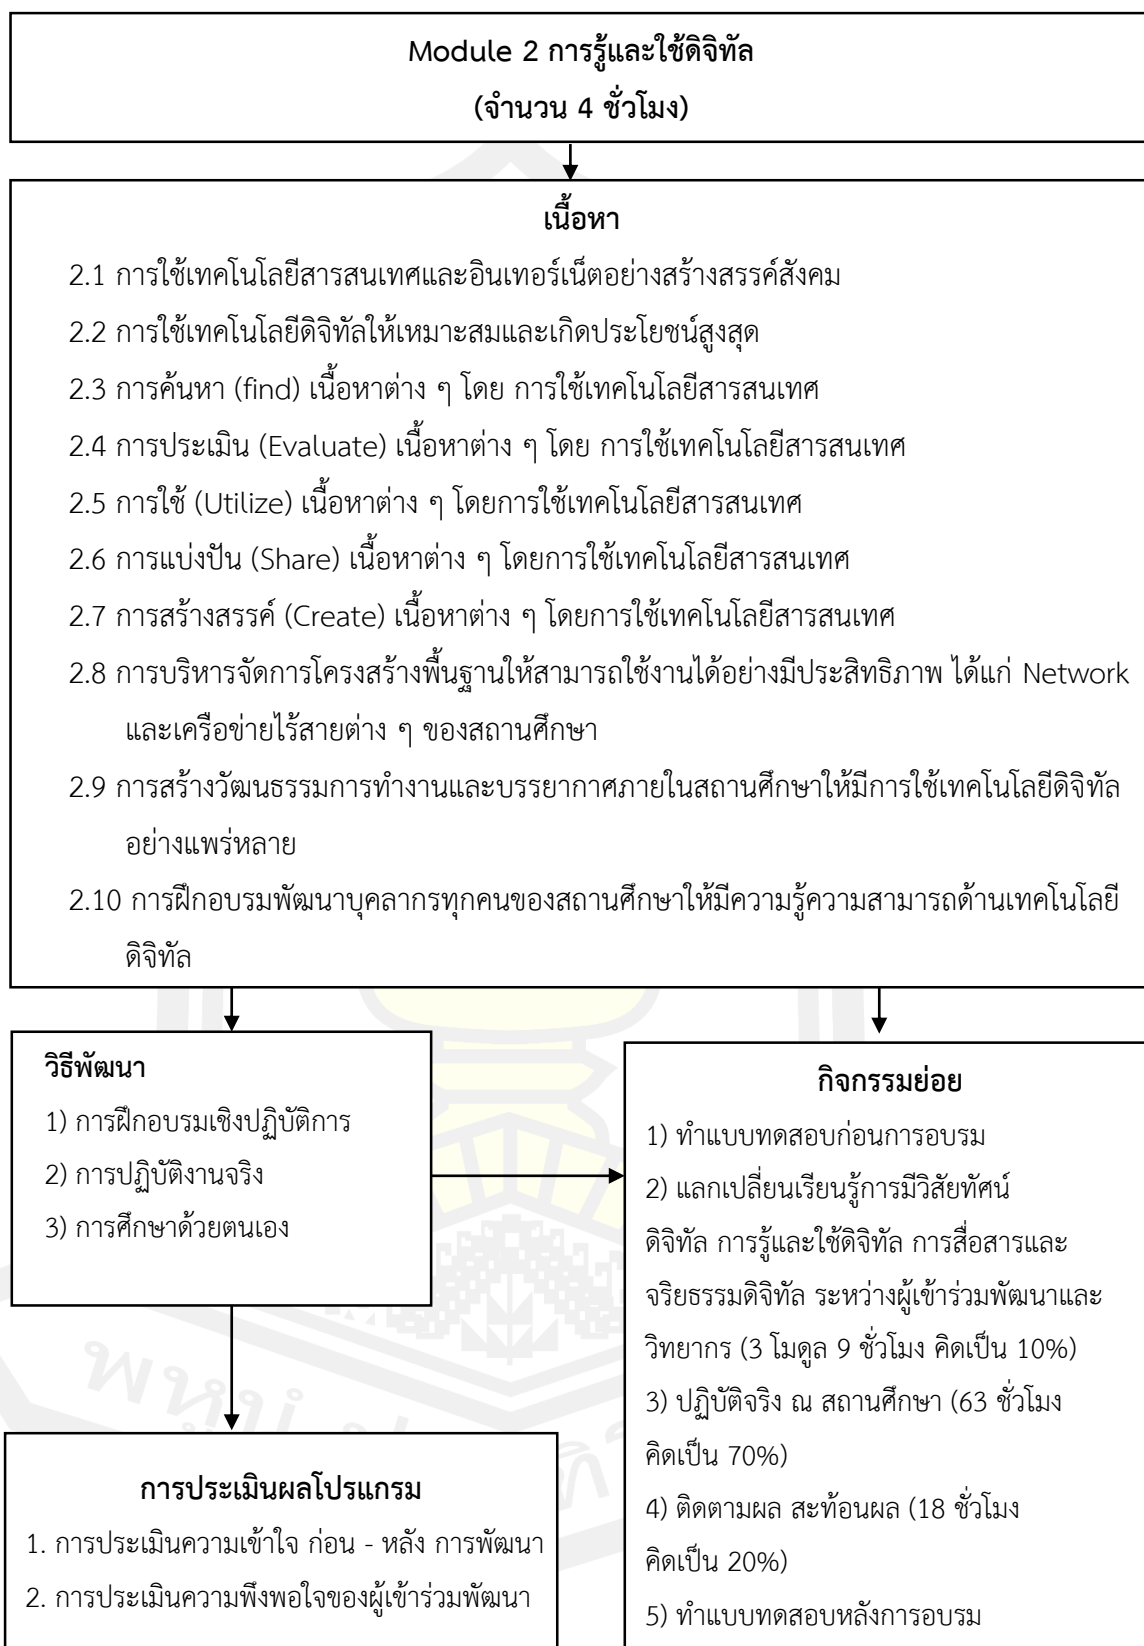 Module 2 การรู้และใช้ดิจิทัล
(จำนวน 4 ชั่วโมง)
เนื้อหา
2.1 การใช้เทคโนโลยีสารสนเทศและอินเทอร์เน็ตอย่างสร้างสรรค์สังคม
2.2 การใช้เทคโนโลยีดิจิทัลให้เหมาะสมและเกิดประโยชน์สูงสุด
2.3 การค้นหา (find) เนื้อหาต่าง ๆ โดย การใช้เทคโนโลยีสารสนเทศ
2.4 การประเมิน (Evaluate) เนื้อหาต่าง ๆ โดย การใช้เทคโนโลยีสารสนเทศ
2.5 การใช้ (Utilize) เนื้อหาต่าง ๆ โดยการใช้เทคโนโลยีสารสนเทศ
2.6 การแบ่งปัน (Share) เนื้อหาต่าง ๆ โดยการใช้เทคโนโลยีสารสนเทศ
2.7 การสร้างสรรค์ (Create) เนื้อหาต่าง ๆ โดยการใช้เทคโนโลยีสารสนเทศ
2.8 การบริหารจัดการโครงสร้างพื้นฐานให้สามารถใช้งานได้อย่างมีประสิทธิภาพ ได้แก่ Network
และเครือข่ายไร้สายต่าง ๆ ของสถานศึกษา
2.9 การสร้างวัฒนธรรมการทำงานและบรรยากาศภายในสถานศึกษาให้มีการใช้เทคโนโลยีดิจิทัล
อย่างแพร่หลาย
2.10 การฝึกอบรมพัฒนาบุคลากรทุกคนของสถานศึกษาให้มีความรู้ความสามารถด้านเทคโนโลยี
ดิจิทัล
วิธีพัฒนา
1) การฝึกอบรมเชิงปฏิบัติการ
2) การปฏิบัติงานจริง
3) การศึกษาด้วยตนเอง
กิจกรรมย่อย
1) ทำแบบทดสอบก่อนการอบรม
2) แลกเปลี่ยนเรียนรู้การมีวิสัยทัศน์
ดิจิทัล การรู้และใช้ดิจิทัล การสื่อสารและ
จริยธรรมดิจิทัล ระหว่างผู้เข้าร่วมพัฒนาและ
วิทยากร (3 โมดูล 9 ชั่วโมง คิดเป็น 10%)
3) ปฏิบัติจริง ณ สถานศึกษา (63 ชั่วโมง
คิดเป็น 70%)
4) ติดตามผล สะท้อนผล (18 ชั่วโมง
คิดเป็น 20%)
5) ทำแบบทดสอบหลังการอบรม
การประเมินผลโปรแกรม
1. การประเมินความเข้าใจ ก่อน - หลัง การพัฒนา
2. การประเมินความพึงพอใจของผู้เข้าร่วมพัฒนา